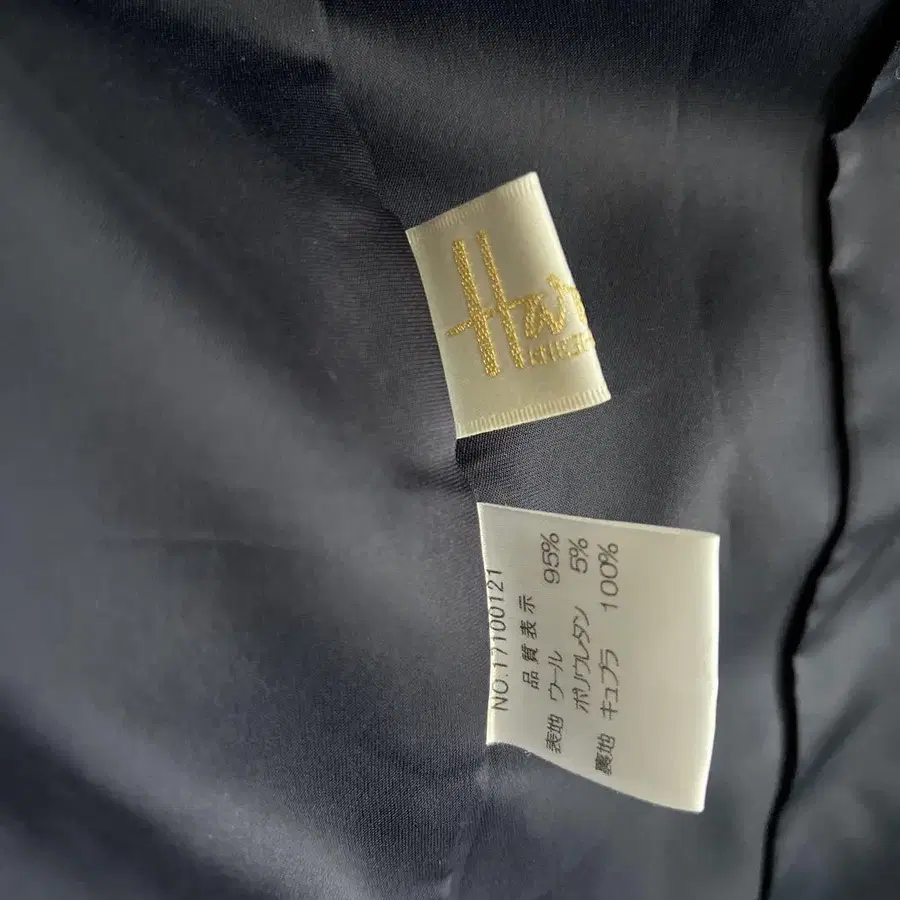 NO.17100121
品質表示
表地 ウール 95%
ポリウレタン 5%
裏地 キュプラ 100%